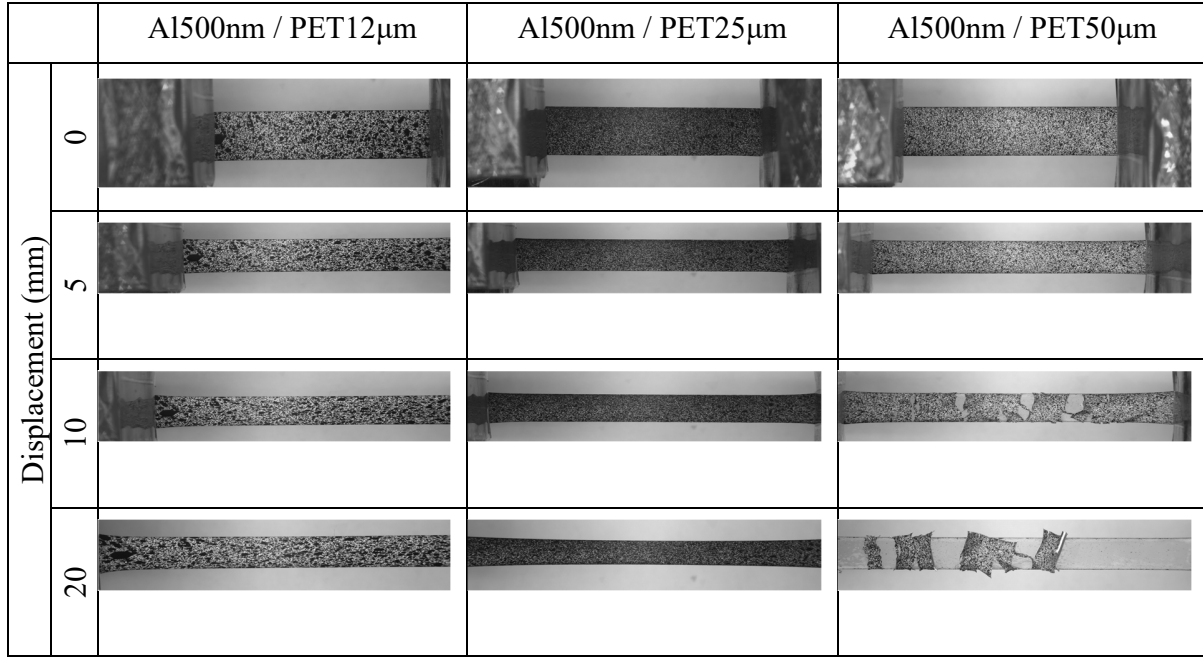 Al500nm / PET12μm
Al500nm / PET25μm
Al500nm / PET50μm
Displacement (mm)
0
5
10
20